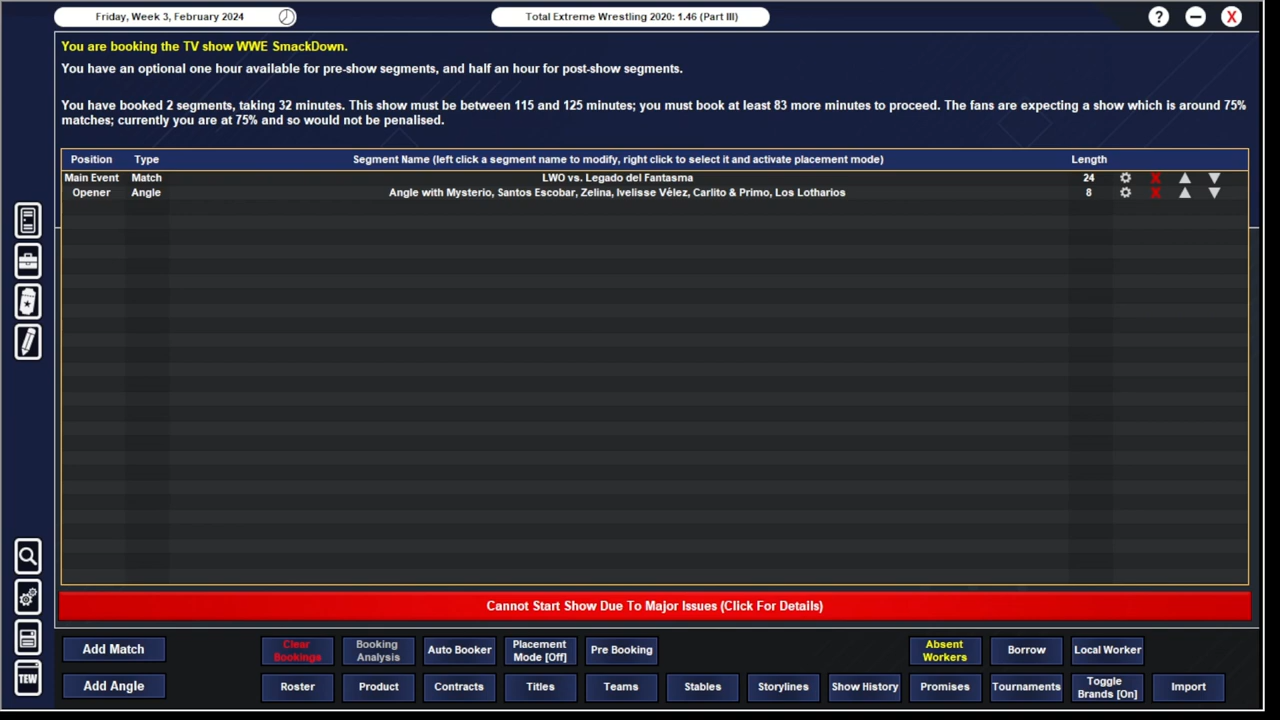 Friday, Week 3, February 2024
Total Extreme Wrestling 2020: 1.46 (Part III)
?
X
You are booking the TV show WWE SmackDown.
You have an optional one hour available for pre-show segments, and half an hour for post-show segments.
You have booked 2 segments, taking 32 minutes. This show must be between 115 and 125 minutes; you must book at least 83 more minutes to proceed. The fans are expecting a show which is around 75%
matches; currently you are at 75% and so would not be penalised.
Position Type Segment Name (left click a segment name to modify, right click to select it and activate placement mode) Length
Main Event Match LWO vs. Legado del Fantasma 24 X
Opener Angle Angle with Mysterio, Santos Escobar, Zelina, Ivelisse Vélez, Carlito & Primo, Los Lotharios 8 X
Cannot Start Show Due To Major Issues (Click For Details)
Add Match
Clear
Bookings
Booking
Analysis
Auto Booker
Placement
Mode [Off]
Pre Booking
Absent
Workers
Borrow
Local Worker
TEW
Add Angle
Roster
Product
Contracts
Titles
Teams
Stables
Storylines
Show History
Promises
Tournaments
Toggle
Brands [On]
Import